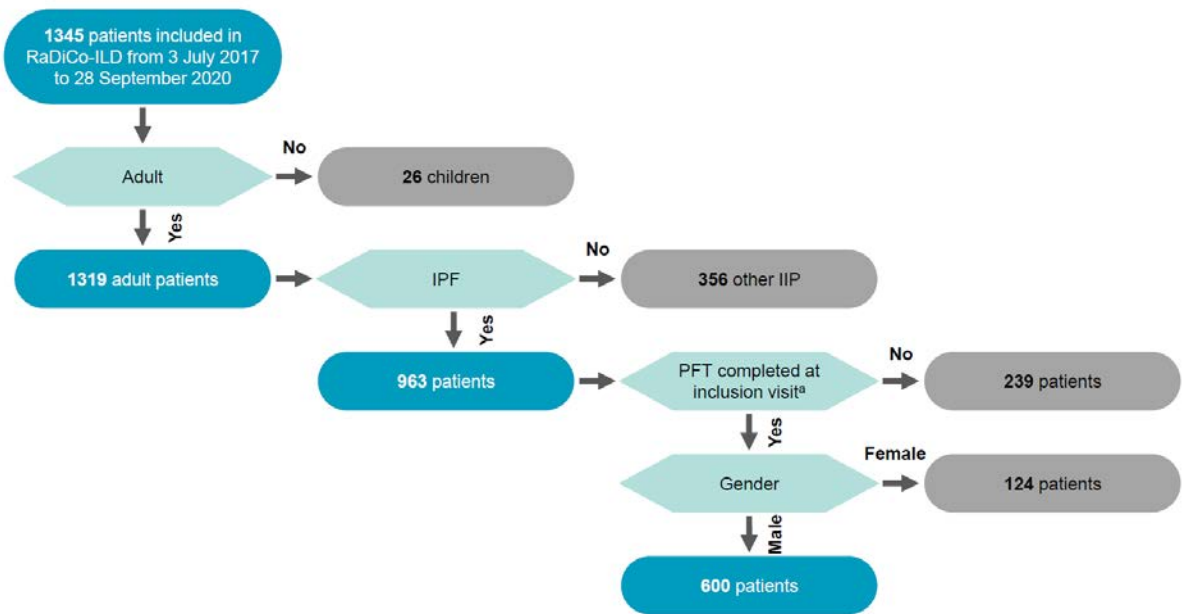 1345 patients included in
RaDiCo-ILD from 3 July 2017
to 28 September 2020
Adult
No
26 children
Yes
1319 adult patients
IPF
No
356 other IIP
Yes
963 patients
PFT completed at
inclusion visitᵃ
No
239 patients
Yes
Gender
Female
124 patients
Male
600 patients